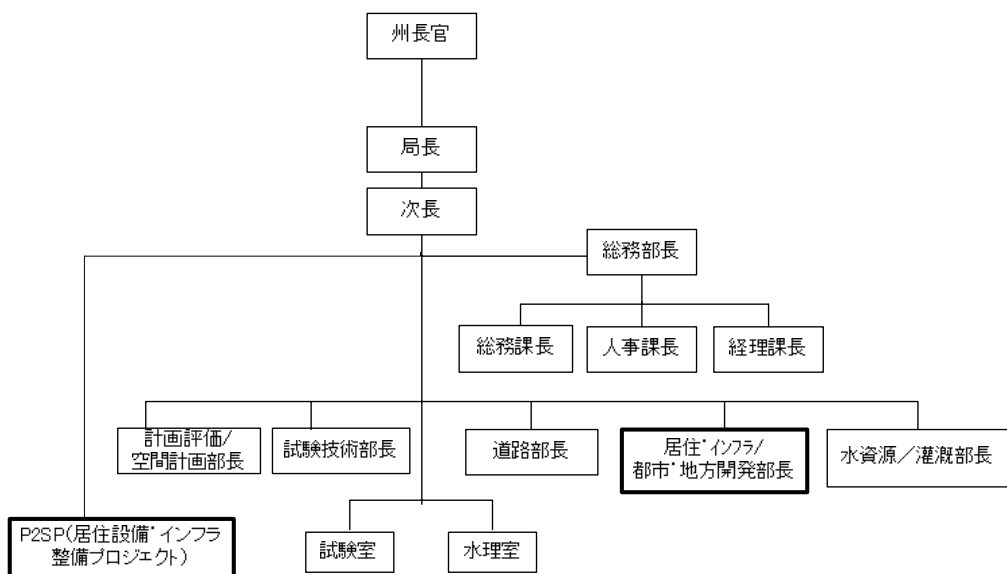 州長官
局長
次長
総務部長
総務課長
人事課長
経理課長
計画評価/
空間計画部長
試験技術部長
道路部長
居住・インフラ/
都市・地方開発部長
水資源／灌漑部長
P2SP(居住設備・インフラ
整備プロジェクト)
試験室
水理室